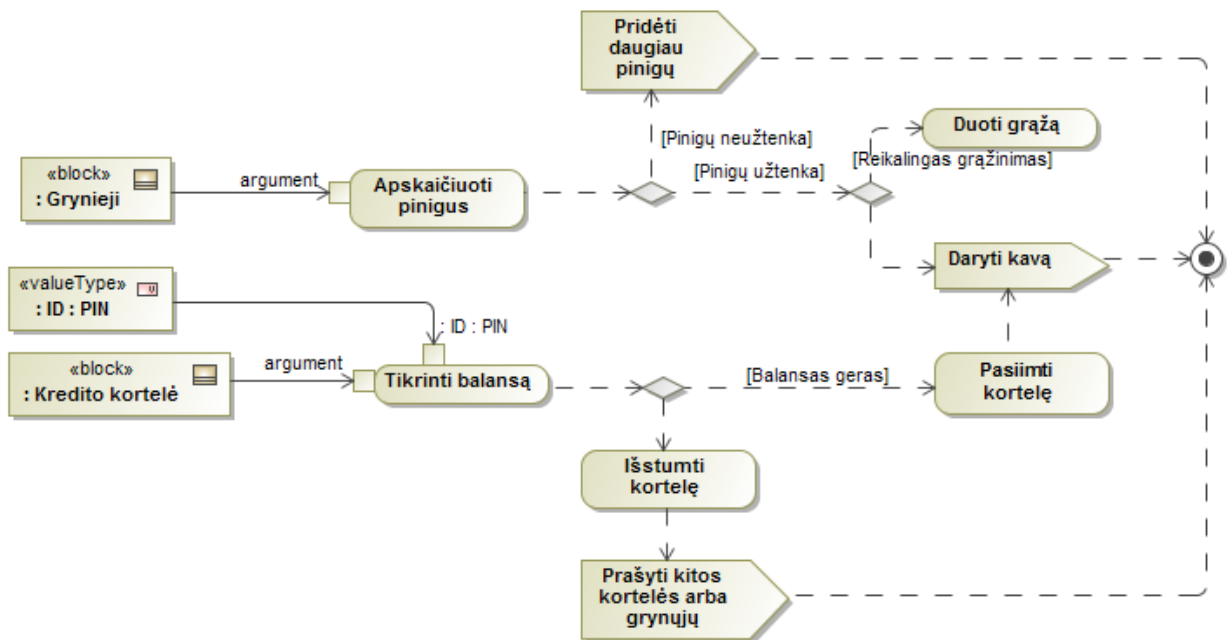 Pridėti
daugiau
pinigų
Duoti grąžą
[Pinigų neužtenka]
[Pinigų užtenka]
[Reikalingas grąžinimas]
«block»
: Grynieji
argument
Apskaičiuoti
pinigus
Daryti kavą
«valueType»
: ID : PIN
: ID : PIN
«block»
: Kredito kortelė
argument
Tikrinti balansą
[Balansas geras]
Pasiimti
kortelę
Išstumti
kortelę
Prašyti kitos
kortelės arba
grynųjų